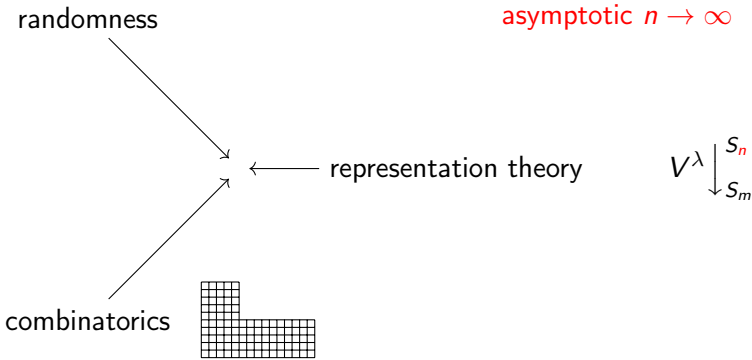 randomness
asymptotic n → ∞
representation theory
V^λ ↓ S_n
S_m
combinatorics